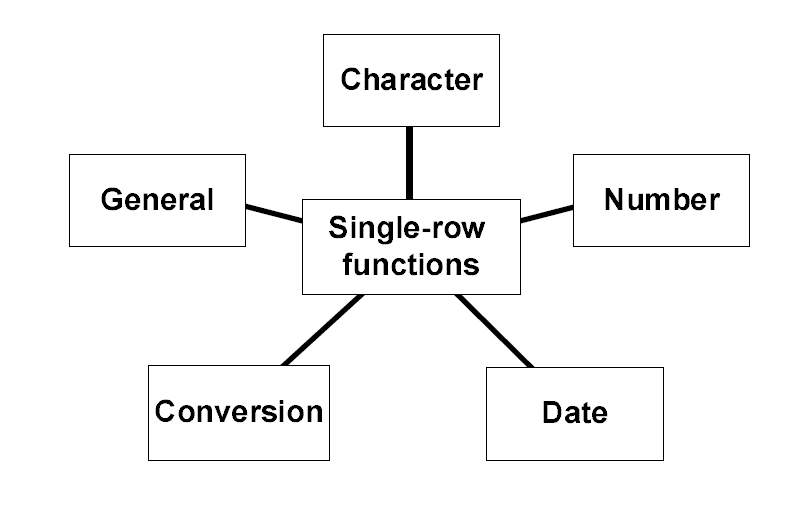 Character
General
Number
Single-row
functions
Conversion
Date